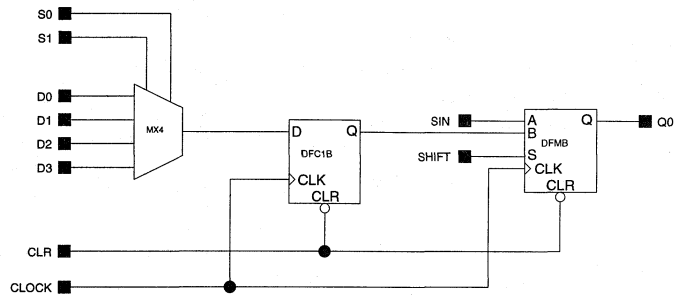 S0
S1
D0
D1
D2
D3
MX4
D Q
DFC1B
CLK
CLR
SIN
SHIFT
A Q
B
DFMB
S
CLK
CLR
Q0
CLR
CLOCK